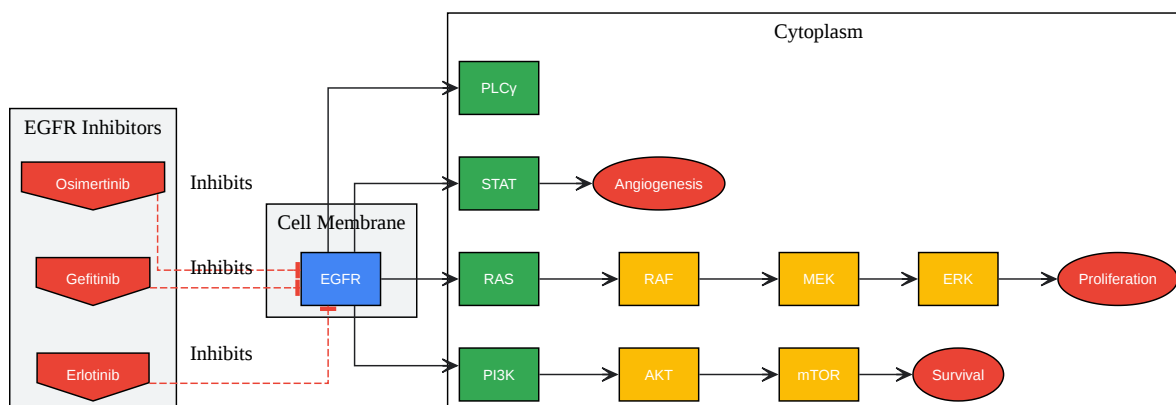 Cytoplasm
PLCγ
EGFR Inhibitors
Osimertinib
Inhibits
STAT
Angiogenesis
Cell Membrane
Gefitinib
Inhibits
EGFR
RAS
RAF
MEK
ERK
Proliferation
Inhibits
Erlotinib
PI3K
AKT
mTOR
Survival